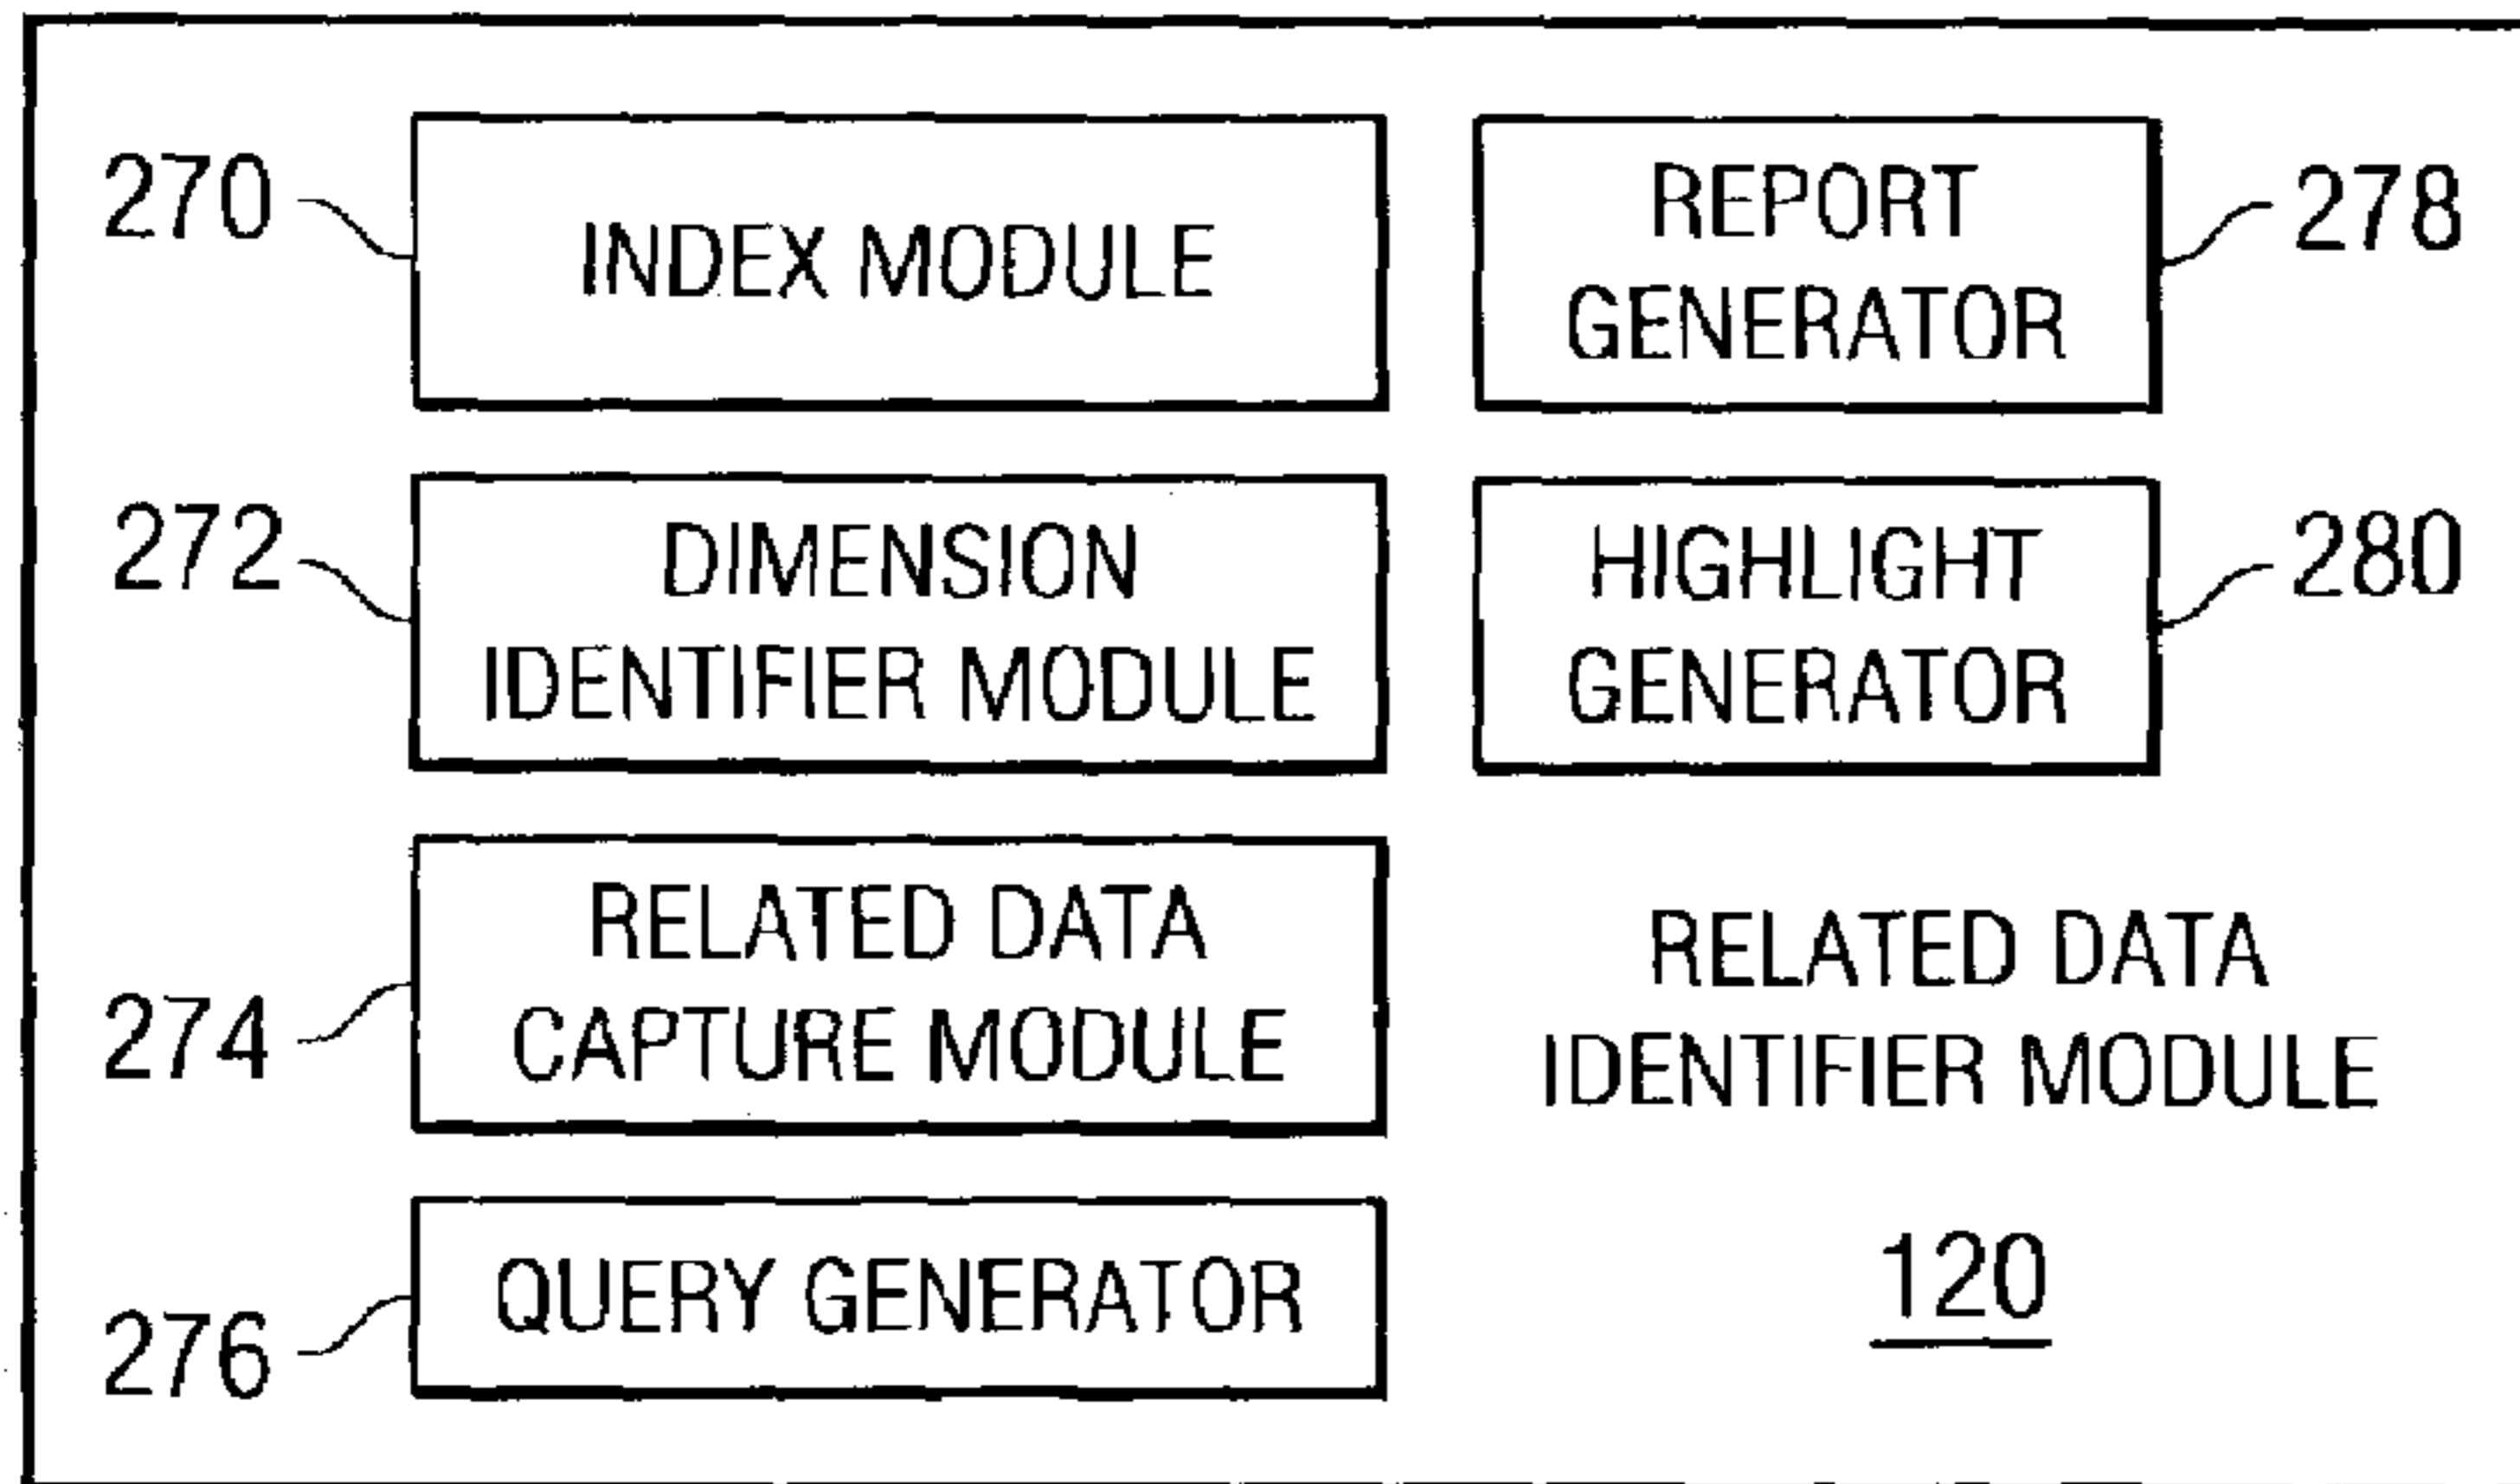 270
INDEX MODULE
REPORT
GENERATOR
278
272
DIMENSION
IDENTIFIER MODULE
HIGHLIGHT
GENERATOR
280
274
RELATED DATA
CAPTURE MODULE
RELATED DATA
IDENTIFIER MODULE
276
QUERY GENERATOR
120